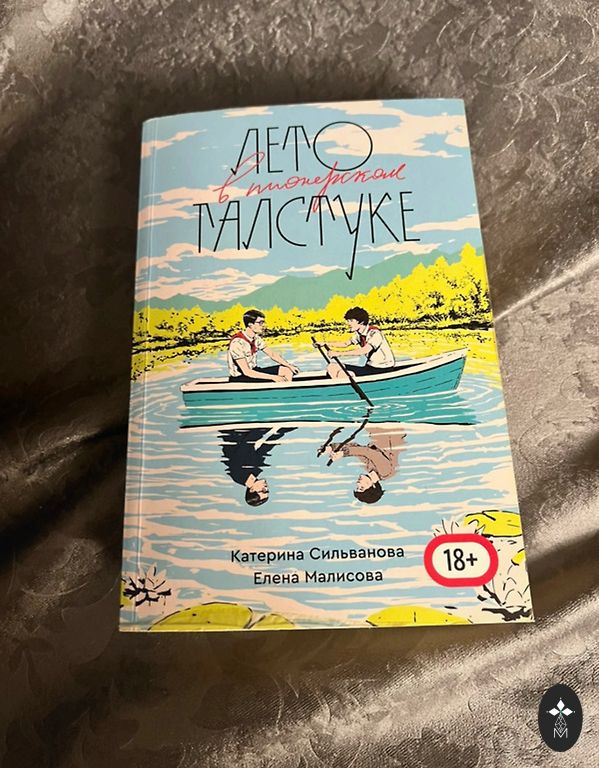 ЛЕТО
в пионерском
ГАЛСТУКЕ
Катерина Сильванова
Елена Малисова
18+
M